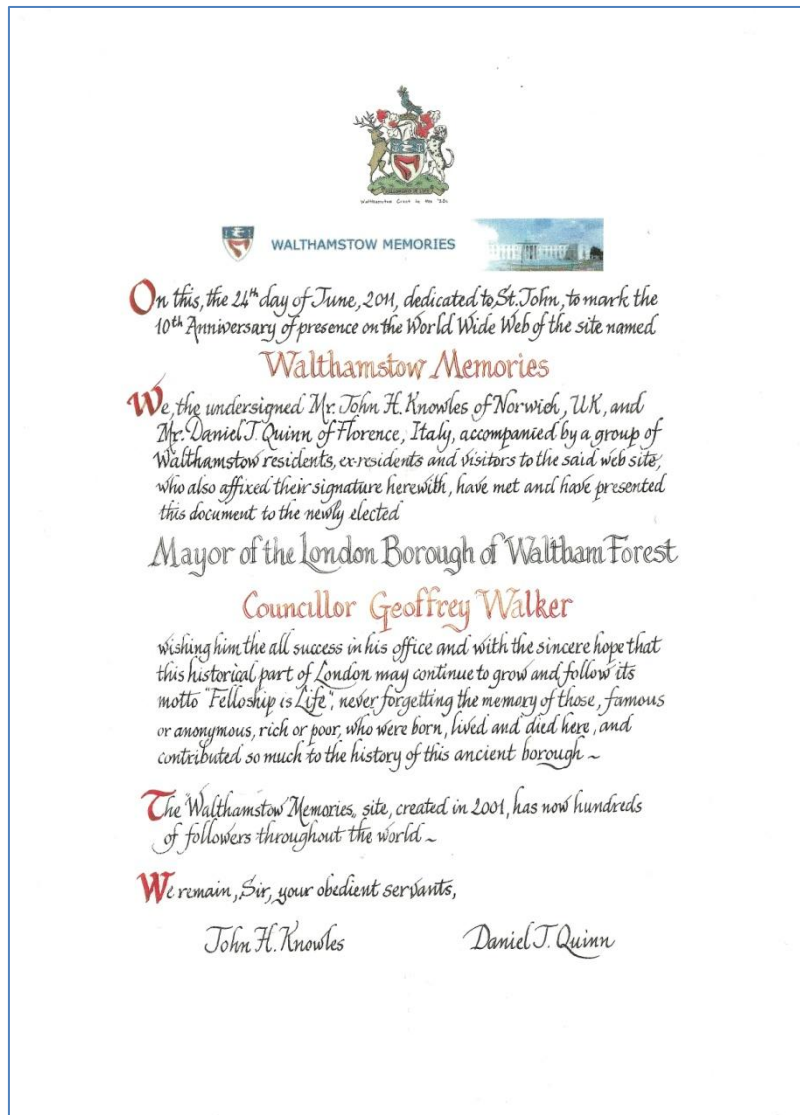 Walthamstow Crest in the '30s
WALTHAMSTOW MEMORIES
On this, the 24th day of June, 2011, dedicated to St. John, to mark the
10th Anniversary of presence on the World Wide Web of the site named
Walthamstow Memories
We, the undersigned Mr. John H. Knowles of Norwich, UK, and
Mr. Daniel T. Quinn of Florence, Italy, accompanied by a group of
Walthamstow residents, ex-residents and visitors to the said web site,
who also affixed their signature herewith, have met and have presented
this document to the newly elected
Mayor of the London Borough of Waltham Forest
Councillor Geoffrey Walker
wishing him the all success in his office and with the sincere hope that
this historical part of London may continue to grow and follow its
motto "Felloship is Life", never forgetting the memory of those, famous
or anonymous, rich or poor, who were born, lived and died here, and
contributed so much to the history of this ancient borough ~
The "Walthamstow Memories" site, created in 2001, has now hundreds
of followers throughout the world ~
We remain, Sir, your obedient servants,
John H. Knowles Daniel T. Quinn